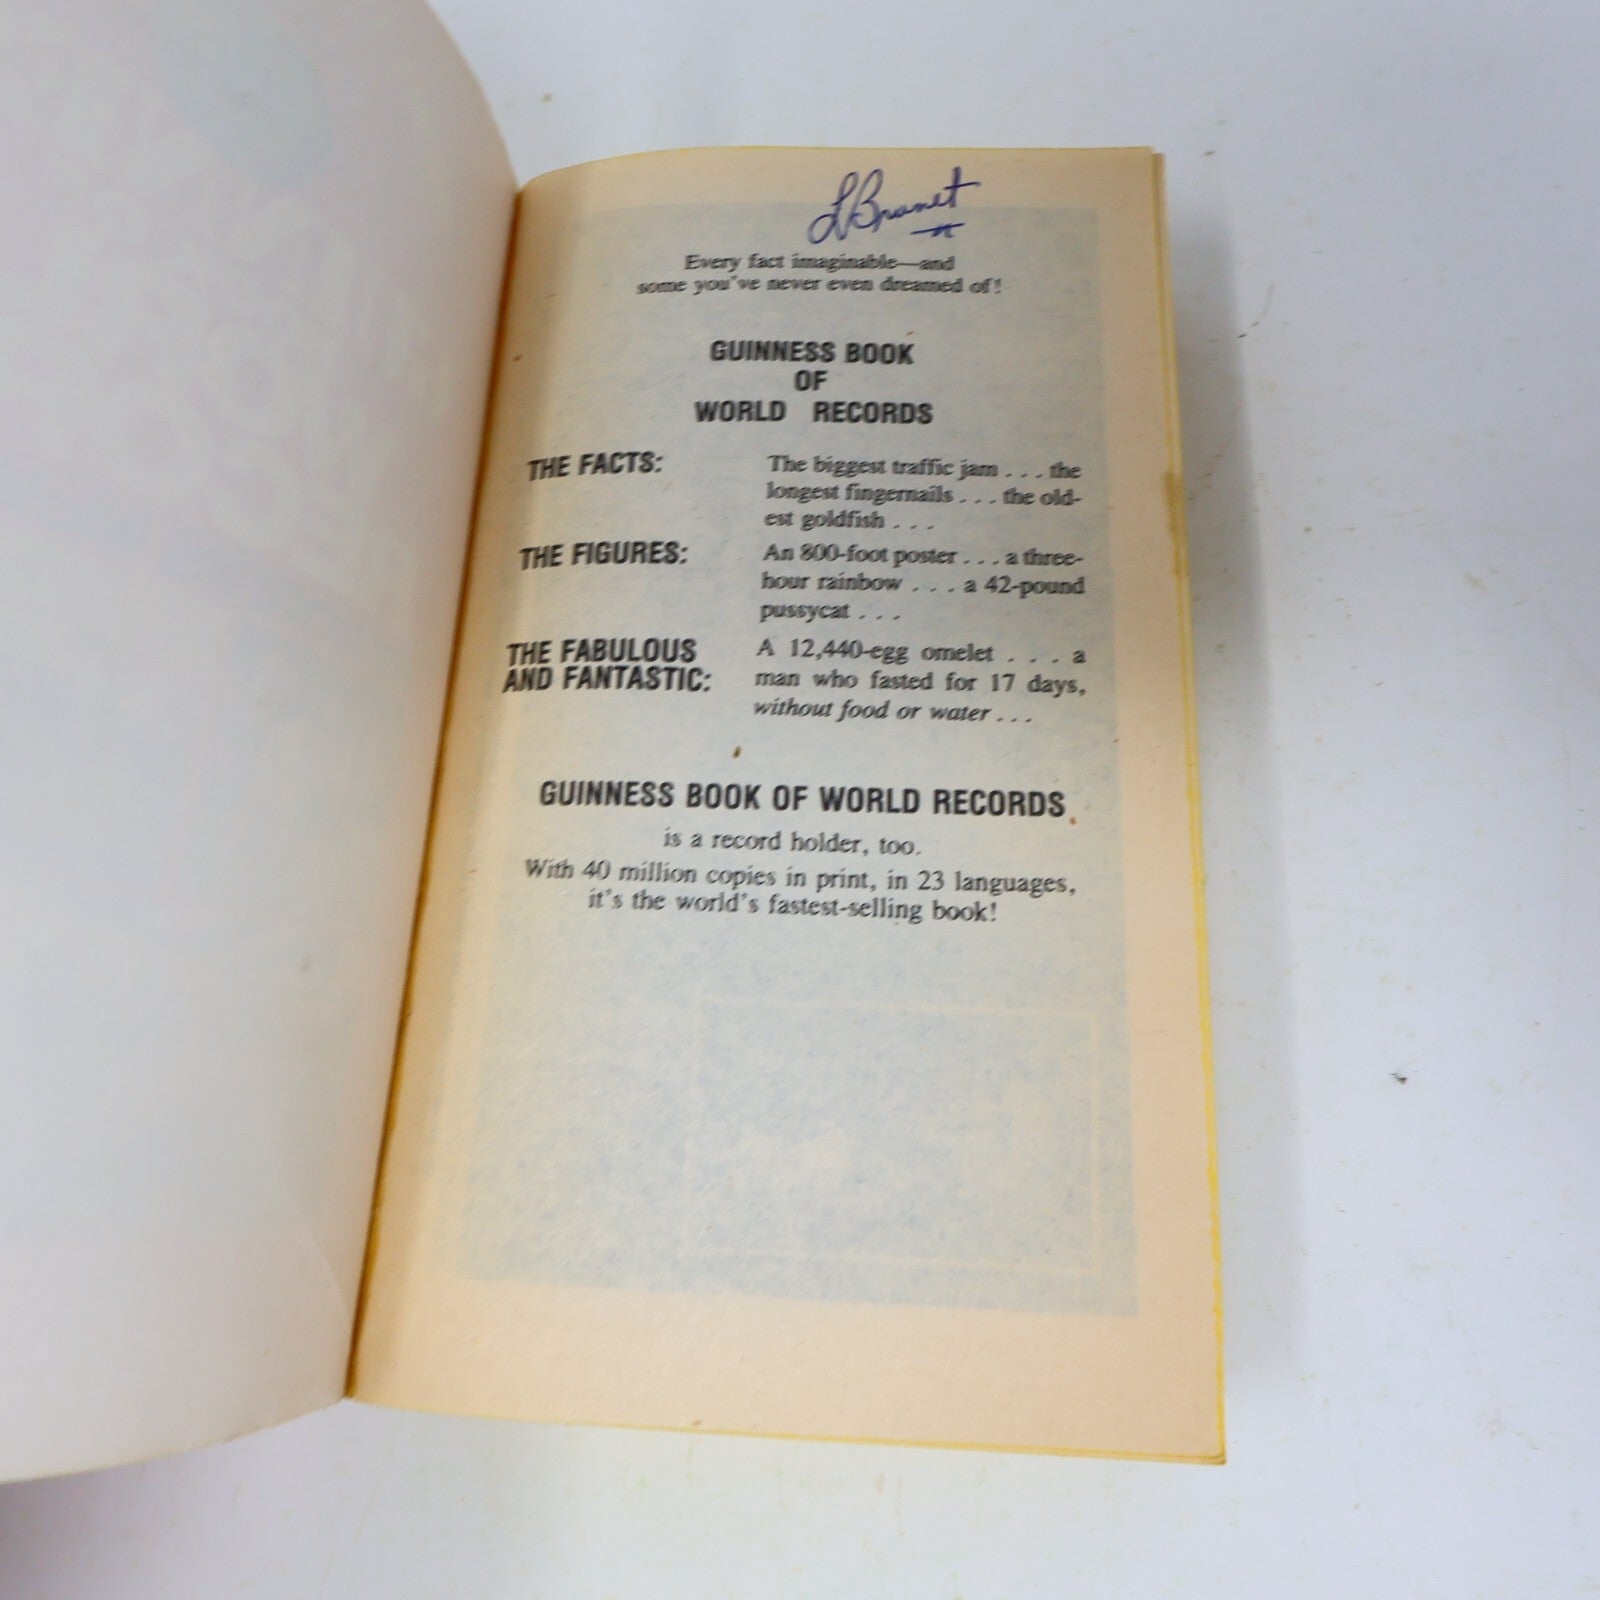 L Bramet
Every fact imaginable—and
some you've never even dreamed of!
GUINNESS BOOK
OF
WORLD RECORDS
THE FACTS: The biggest traffic jam . . . the
longest fingernails . . . the old-
est goldfish . . .
THE FIGURES: An 800-foot poster . . . a three-
hour rainbow . . . a 42-pound
pussycat . . .
THE FABULOUS A 12,440-egg omelet . . . a
AND FANTASTIC: man who fasted for 17 days,
without food or water . . .
GUINNESS BOOK OF WORLD RECORDS
is a record holder, too.
With 40 million copies in print, in 23 languages,
it's the world's fastest-selling book!